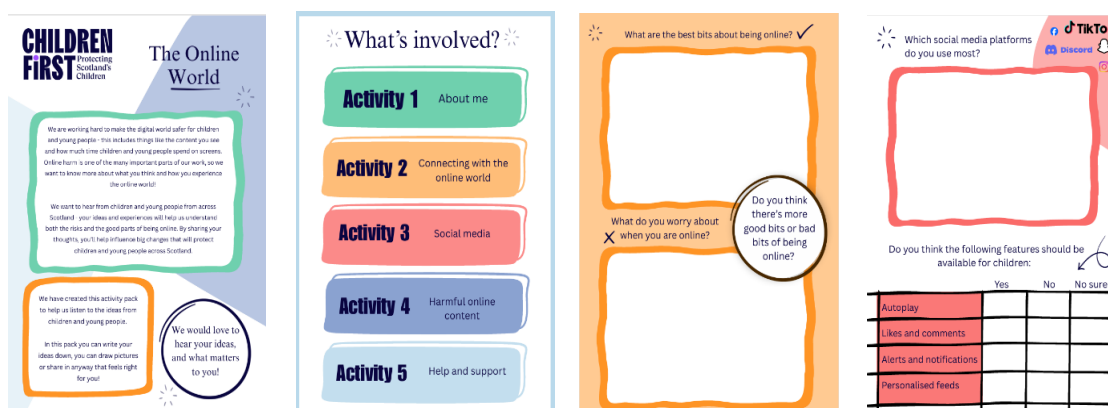 CHILDREN
FIRST
Protecting
Scotland's
Children
The Online
World
We are working hard to make the digital world safer for children
and young people - this includes things like the content you see
and how much time children and young people spend on screens.
Online harm is one of the many important parts of our work, so we
want to know more about what you think and how you experience
the online world!
We want to hear from children and young people from across
Scotland - your ideas and experiences will help us understand
both the risks and the good parts of being online. By sharing your
thoughts, you'll help influence big changes that will protect
children and young people across Scotland.
We have created this activity pack
to help us listen to the ideas from
children and young people.
In this pack you can write your
ideas down, you can draw pictures
or share in anyway that feels right
for you!
We would love to
hear your ideas,
and what matters
to you!
What's involved?
Activity 1 About me
Activity 2 Connecting with the
online world
Activity 3 Social media
Activity 4 Harmful online
content
Activity 5 Help and support
What are the best bits about being online?
Do you think
there's more
good bits or bad
bits of being
online?
What do you worry about
when you are online?
Which social media platforms
do you use most?
TikTo
Discord
Do you think the following features should be
available for children:
Yes No No sure
Autoplay
Likes and comments
Alerts and notifications
Personalised feeds